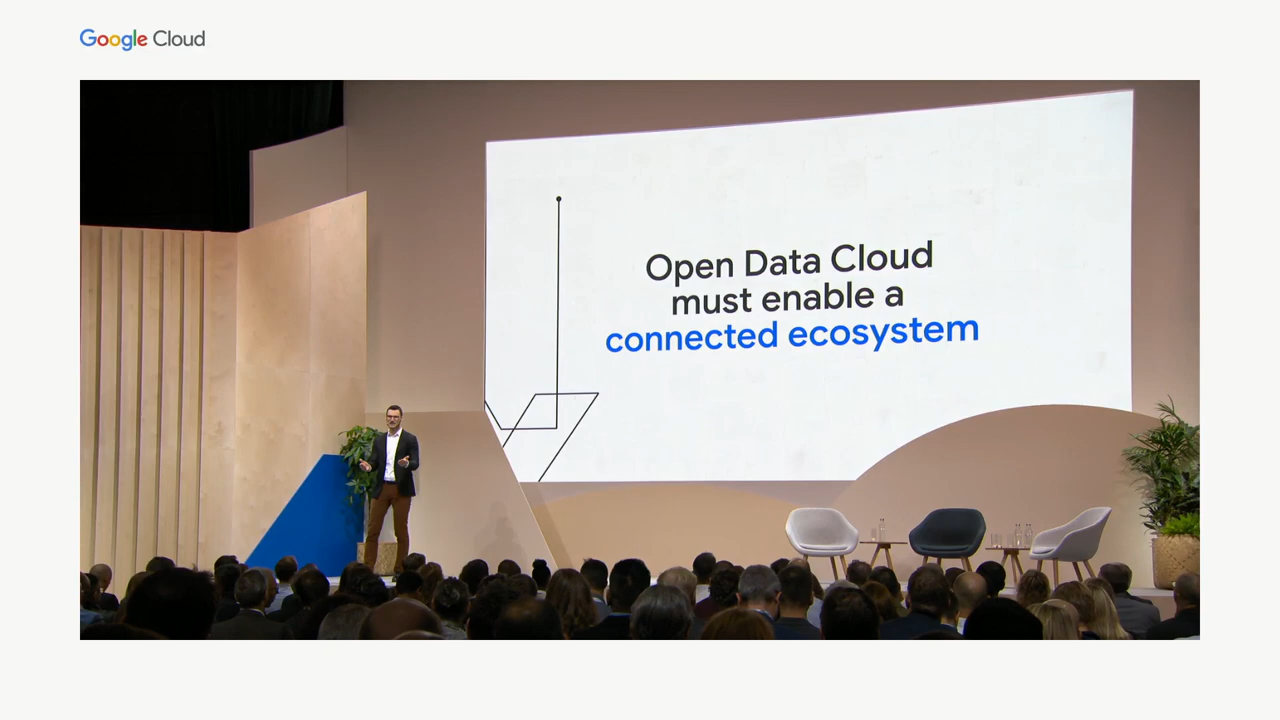 Google Cloud
Open Data Cloud
must enable a
connected ecosystem